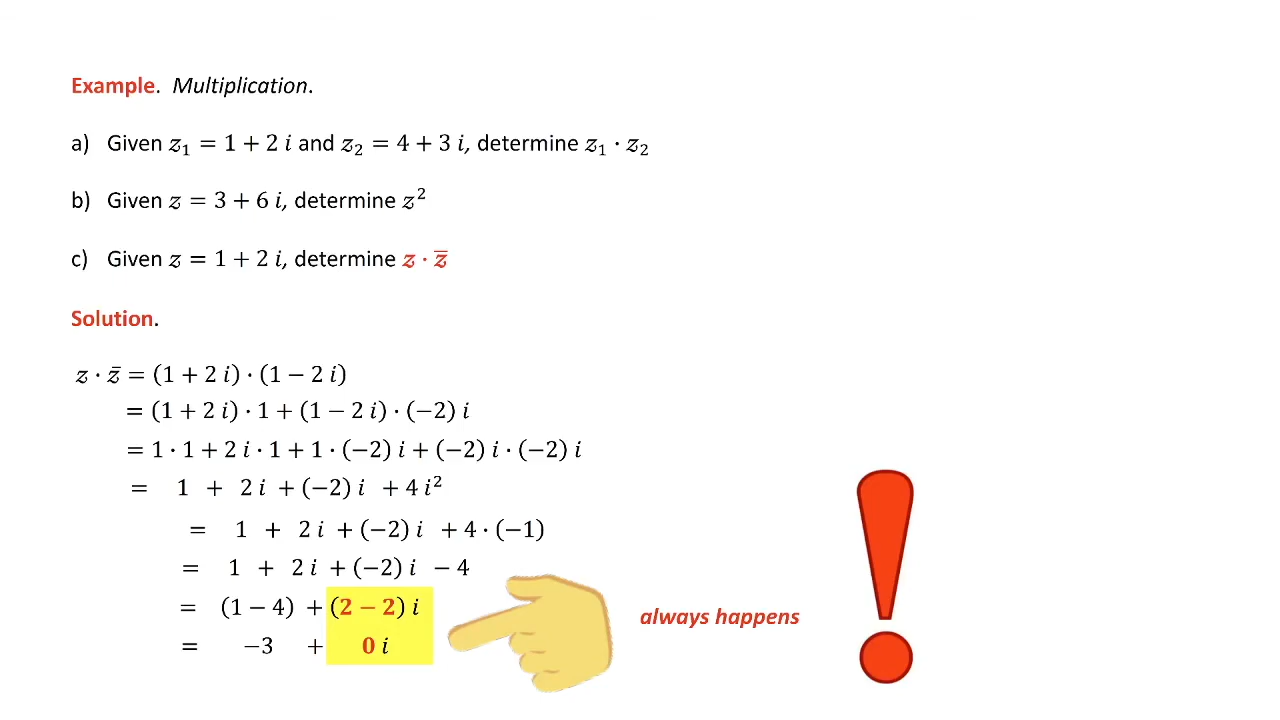 Example. Multiplication.
a) Given z₁ = 1 + 2 i and z₂ = 4 + 3 i, determine z₁ · z₂
b) Given z = 3 + 6 i, determine z²
c) Given z = 1 + 2 i, determine z · z̅
Solution.
z · z̄ = (1 + 2 i) · (1 − 2 i)
= (1 + 2 i) · 1 + (1 − 2 i) · (−2) i
= 1 · 1 + 2 i · 1 + 1 · (−2) i + (−2) i · (−2) i
= 1 + 2 i + (−2) i + 4 i²
= 1 + 2 i + (−2) i + 4 · (−1)
= 1 + 2 i + (−2) i − 4
= (1 − 4) + (2 − 2) i
always happens
= −3 + 0 i